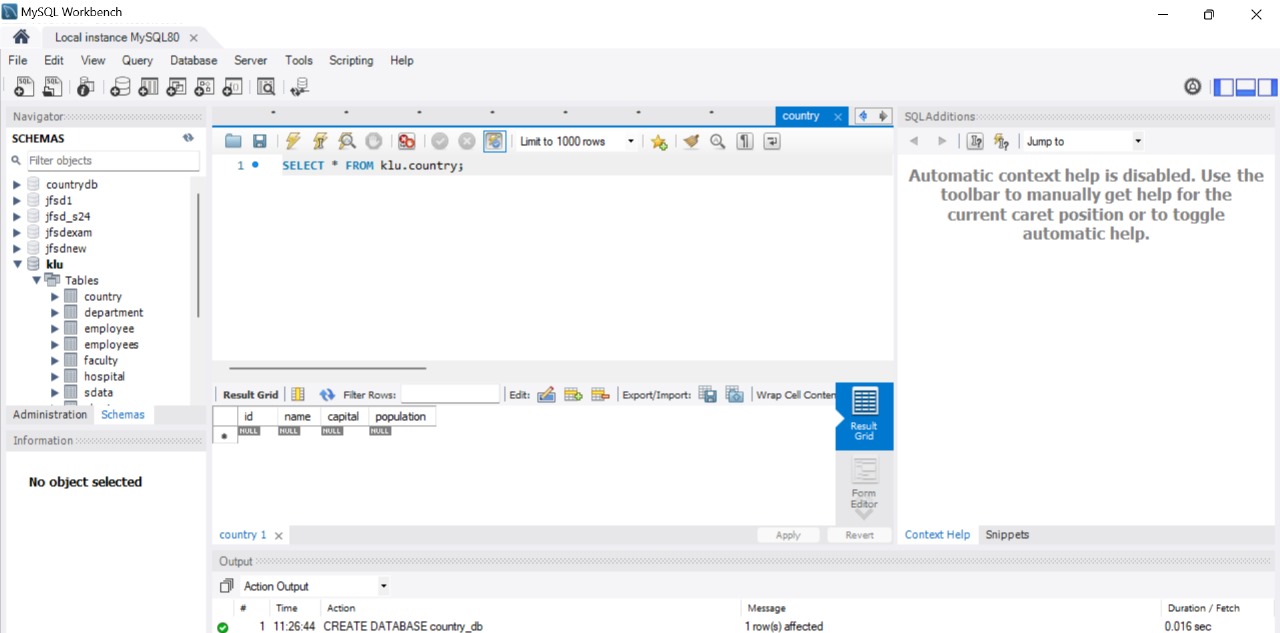 MySQL Workbench
Local instance MySQL80
File Edit View Query Database Server Tools Scripting Help
Navigator
SCHEMAS
Filter objects
countrydb
jfsd1
jfsd_s24
jfsdexam
jfsdnew
klu
Tables
country
department
employee
employees
faculty
hospital
sdata
Administration Schemas
Information
No object selected
country
Limit to 1000 rows
1 SELECT * FROM klu.country;
Result Grid Filter Rows: Edit: Export/Import: Wrap Cell Conten
id name capital population
NULL NULL NULL NULL
Result
Grid
Form
Editor
country 1 Apply Revert
SQLAdditions
Jump to
Automatic context help is disabled. Use the
toolbar to manually get help for the
current caret position or to toggle
automatic help.
Context Help Snippets
Output
Action Output
# Time Action Message Duration / Fetch
1 11:26:44 CREATE DATABASE country_db 1 row(s) affected 0.016 sec